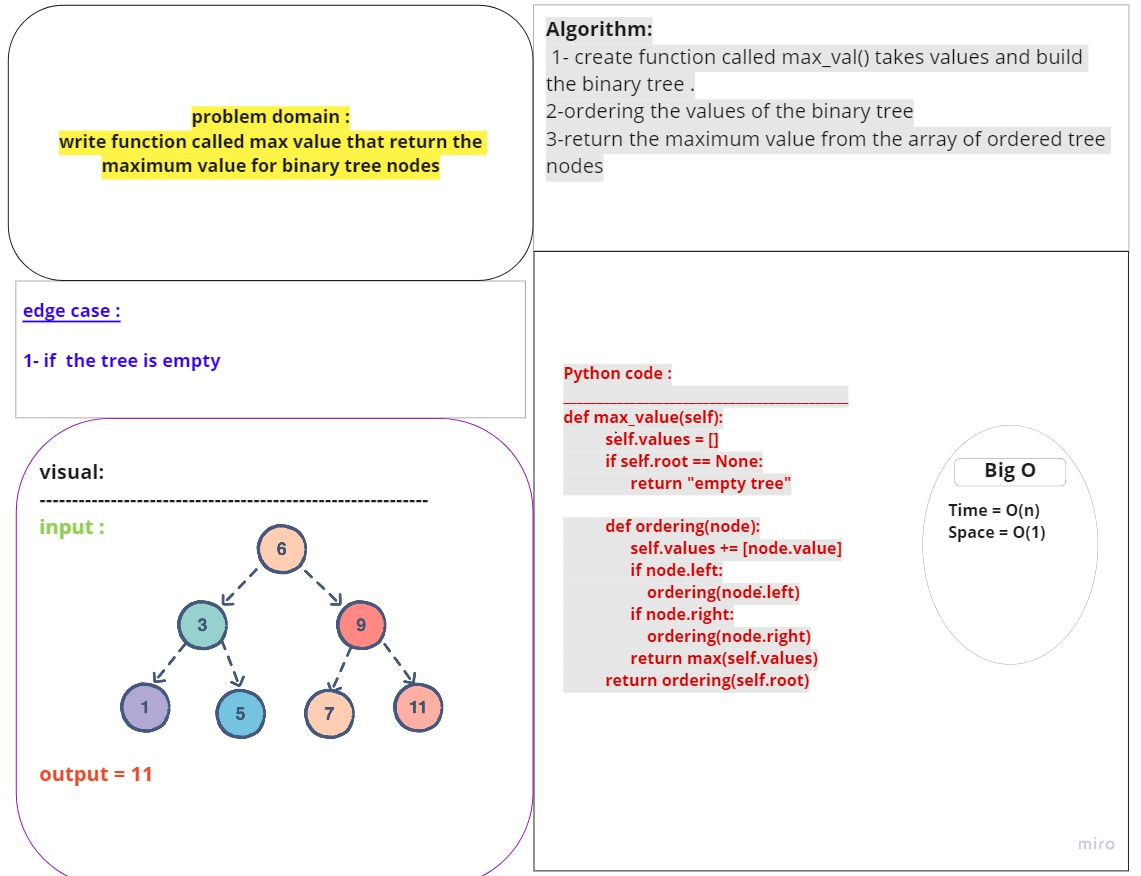 problem domain :
write function called max value that return the
maximum value for binary tree nodes
Algorithm:
1- create function called max_val() takes values and build
the binary tree .
2-ordering the values of the binary tree
3-return the maximum value from the array of ordered tree
nodes
edge case :
1- if  the tree is empty
visual:
------------------------------------------------------------
input :
6
3
9
1
5
7
11
output = 11
Python code :
________________________________________
def max_value(self):
self.values = []
if self.root == None:
return "empty tree"
def ordering(node):
self.values += [node.value]
if node.left:
ordering(node.left)
if node.right:
ordering(node.right)
return max(self.values)
return ordering(self.root)
Big O
Time = O(n)
Space = O(1)
miro